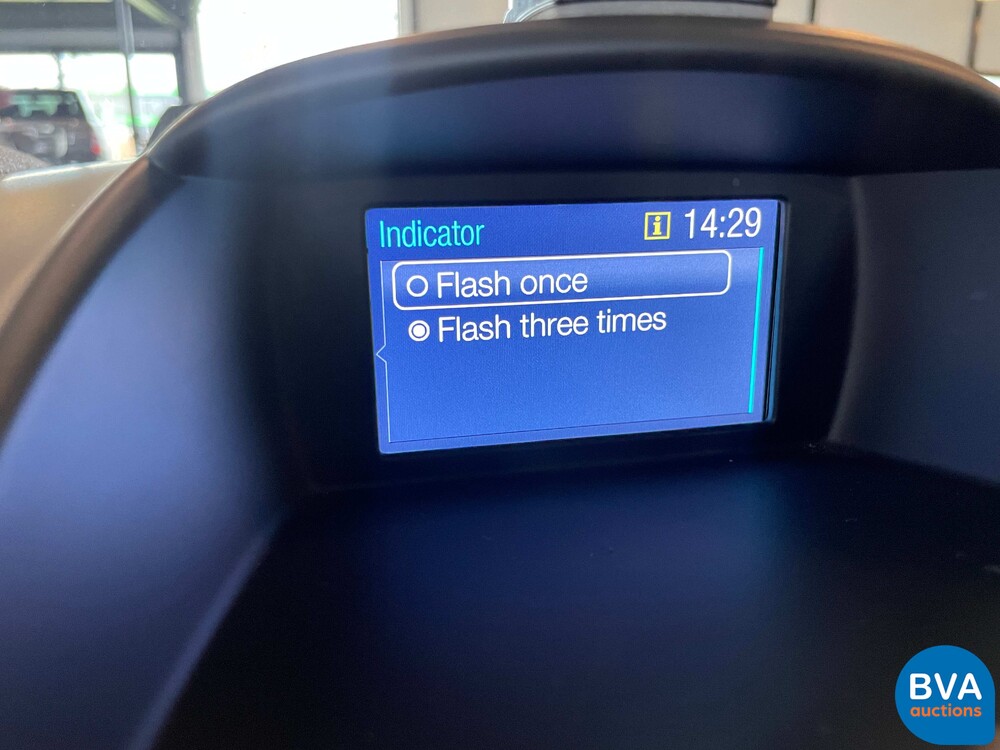 Indicator i 14:29
Flash once
Flash three times
BVA
auctions